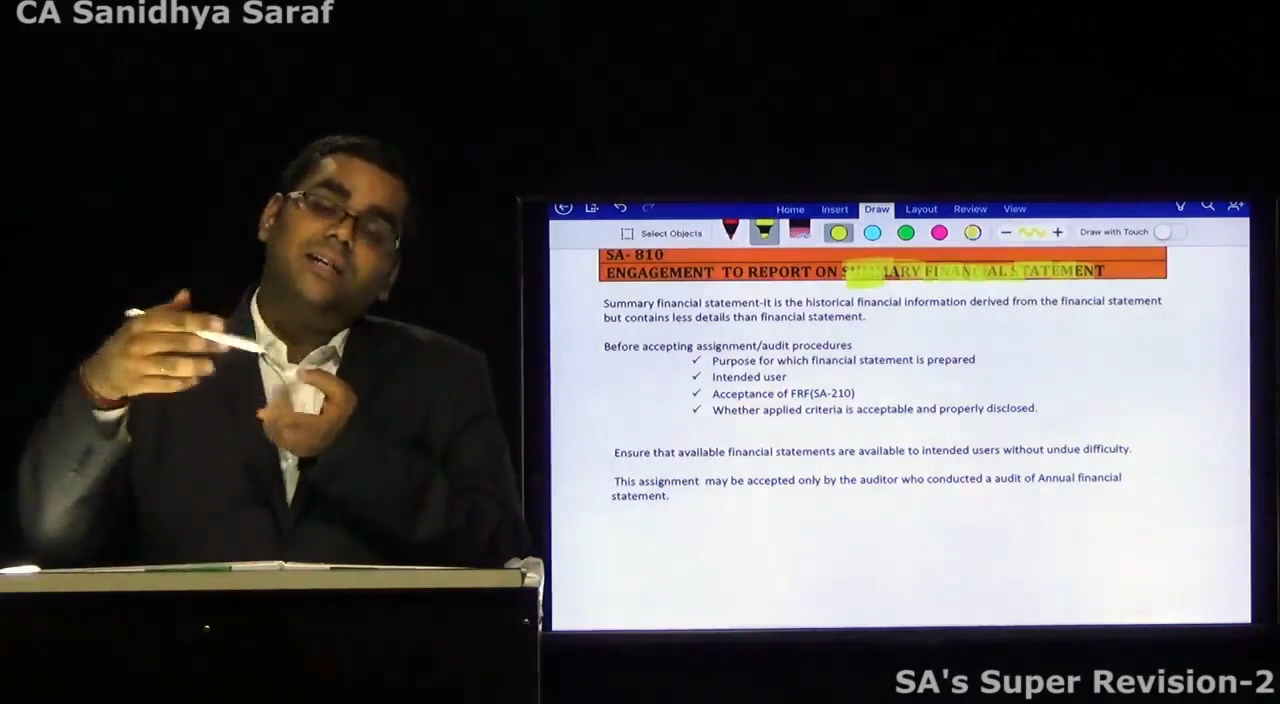 CA Sanidhya Saraf
Home Insert Draw Layout Review View
Select Objects
Draw with Touch
SA- 810
ENGAGEMENT TO REPORT ON SUMMARY FINANCIAL STATEMENT
Summary financial statement-It is the historical financial information derived from the financial statement
but contains less details than financial statement.
Before accepting assignment/audit procedures
✓ Purpose for which financial statement is prepared
✓ Intended user
✓ Acceptance of FRF(SA-210)
✓ Whether applied criteria is acceptable and properly disclosed.
Ensure that available financial statements are available to intended users without undue difficulty.
This assignment may be accepted only by the auditor who conducted a audit of Annual financial
statement.
SA's Super Revision-2